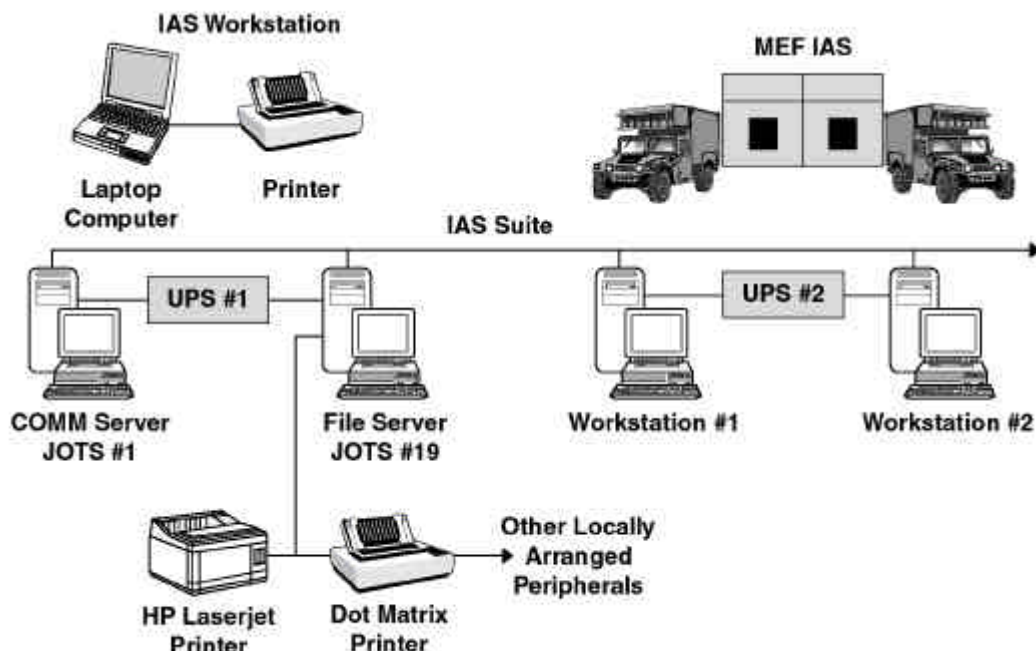 IAS Workstation
MEF IAS
Laptop
Computer
Printer
IAS Suite
UPS #1
UPS #2
COMM Server
JOTS #1
File Server
JOTS #19
Workstation #1
Workstation #2
HP Laserjet
Printer
Dot Matrix
Printer
Other Locally
Arranged
Peripherals